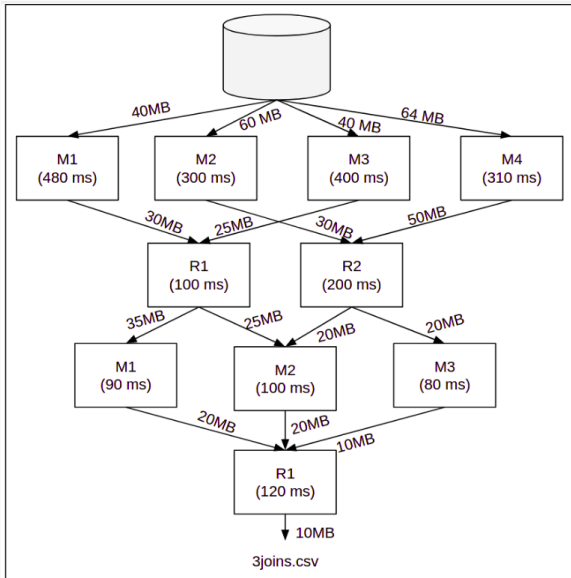 40MB
60 MB
40 MB
64 MB
M1
(480 ms)
M2
(300 ms)
M3
(400 ms)
M4
(310 ms)
30MB
25MB
30MB
50MB
R1
(100 ms)
R2
(200 ms)
35MB
25MB
20MB
20MB
M1
(90 ms)
M2
(100 ms)
M3
(80 ms)
20MB
20MB
10MB
R1
(120 ms)
10MB
3joins.csv